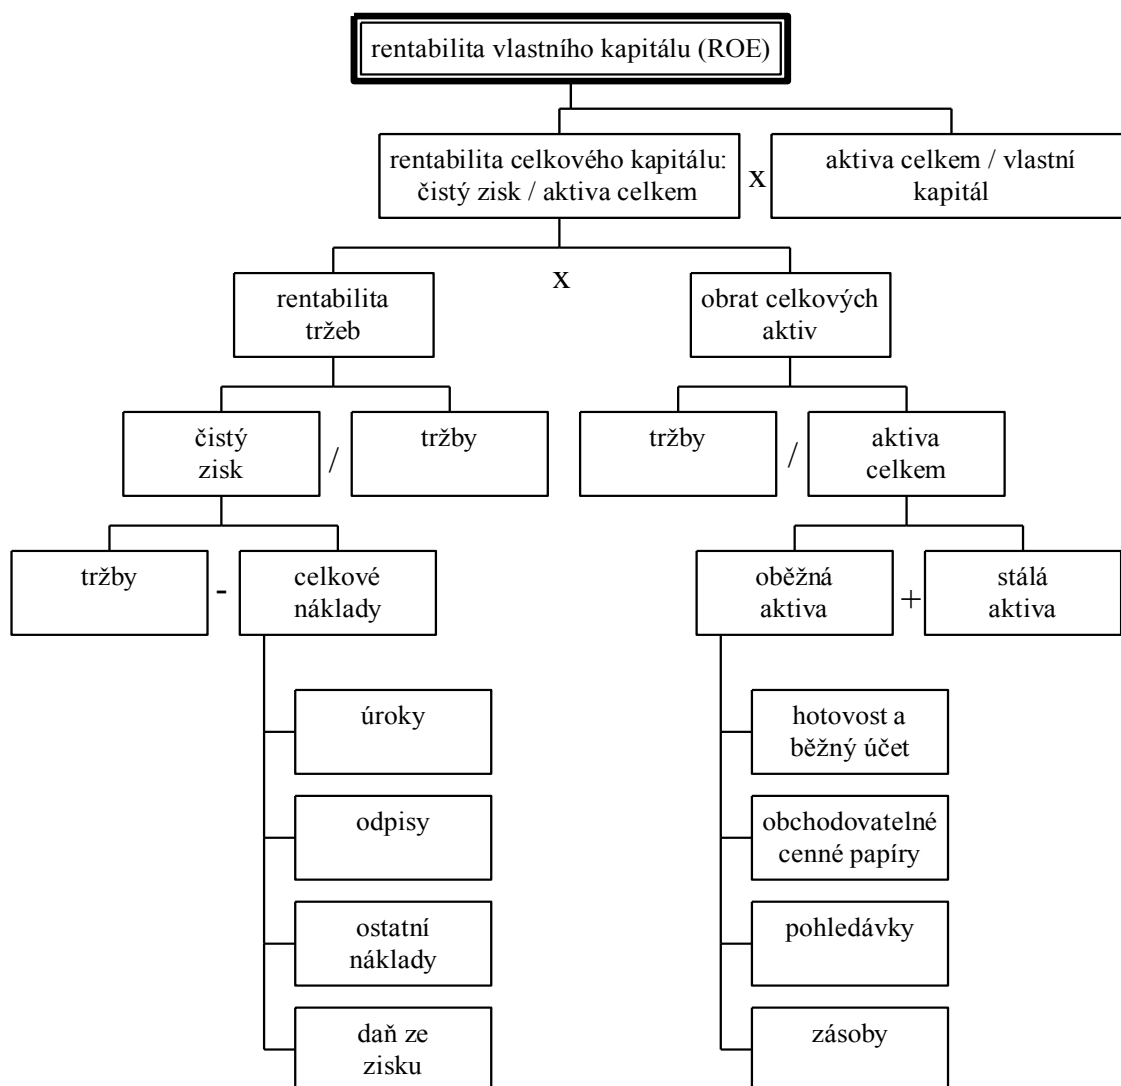 rentabilita vlastního kapitálu (ROE)
rentabilita celkového kapitálu:
čistý zisk / aktiva celkem
x
aktiva celkem / vlastní
kapitál
rentabilita
tržeb
x
obrat celkových
aktiv
čistý
zisk
/
tržby
tržby
/
aktiva
celkem
tržby
-
celkové
náklady
oběžná
aktiva
+
stálá
aktiva
úroky
odpisy
ostatní
náklady
daň ze
zisku
hotovost a
běžný účet
obchodovatelné
cenné papíry
pohledávky
zásoby